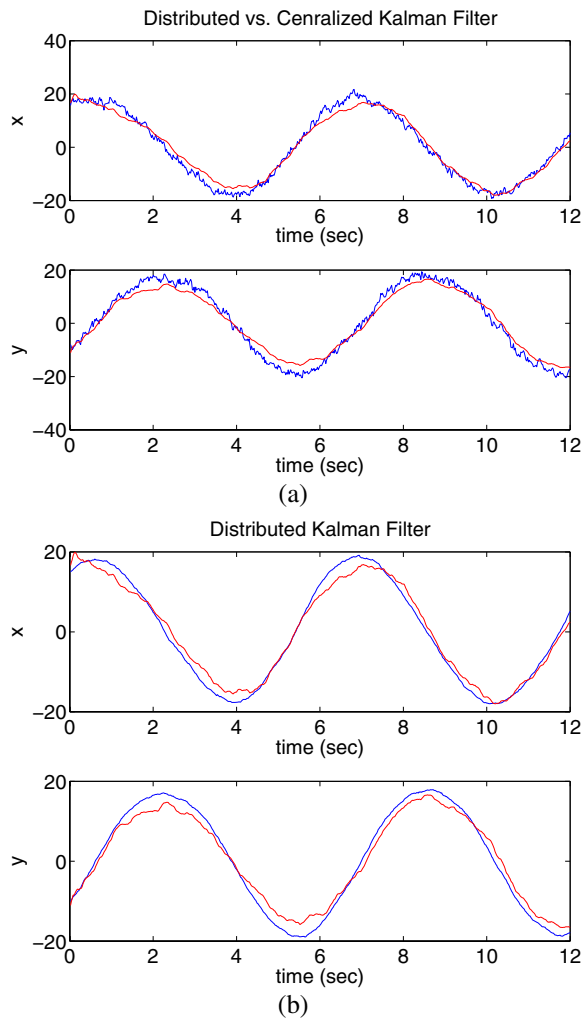 Distributed vs. Cenralized Kalman Filter
40
20
0
−20
x
0 2 4 6 8 10 12
time (sec)
20
0
−20
−40
y
0 2 4 6 8 10 12
time (sec)
(a)
Distributed Kalman Filter
20
0
−20
x
0 2 4 6 8 10 12
time (sec)
20
0
−20
y
0 2 4 6 8 10 12
time (sec)
(b)